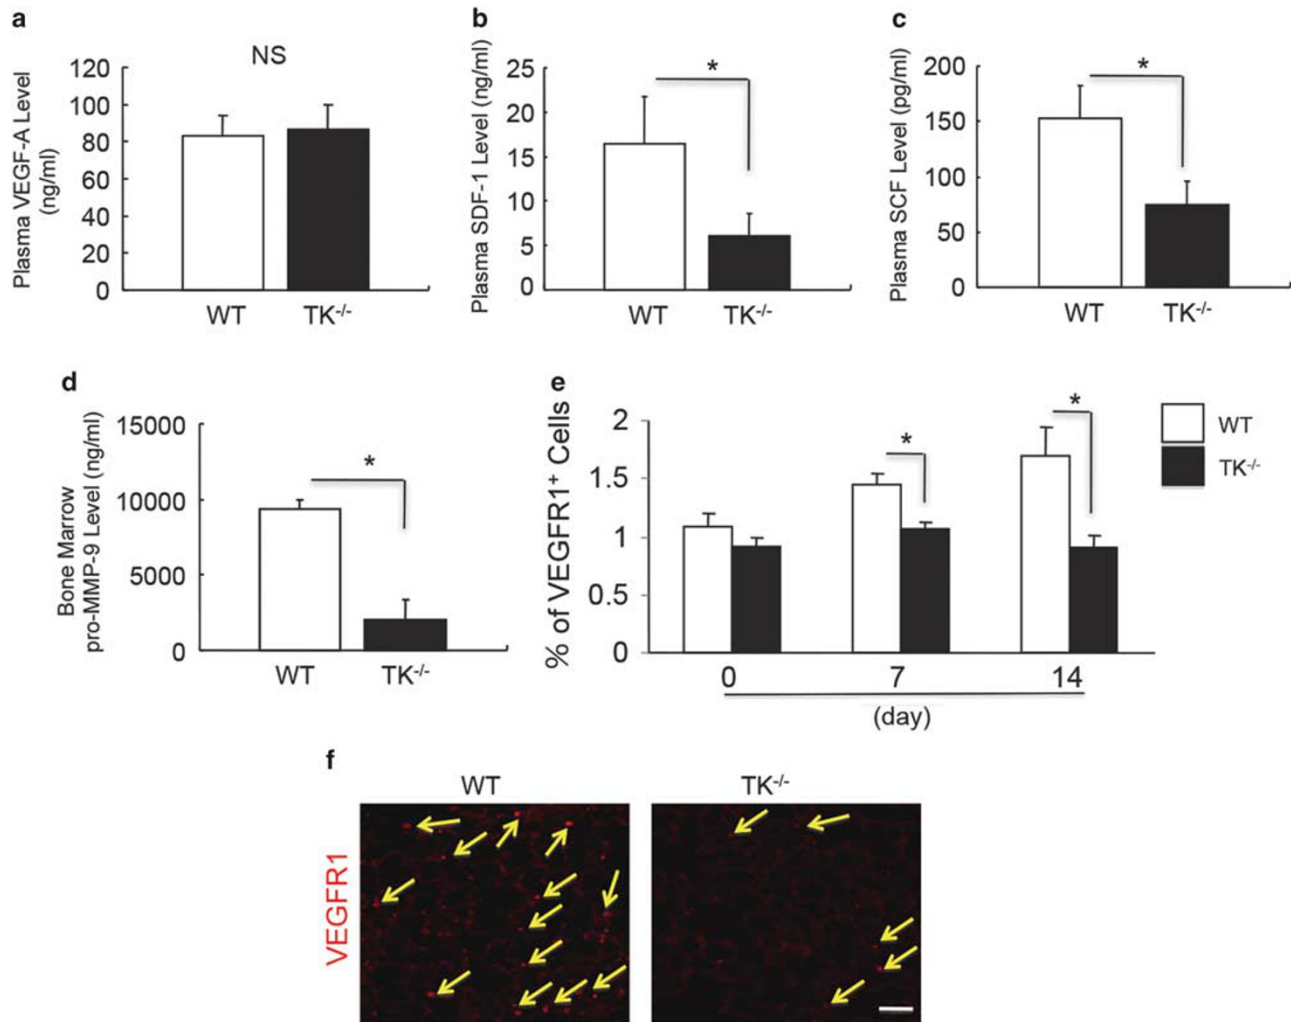 a
NS
Plasma VEGF-A Level
(ng/ml)
120
100
80
60
40
20
0
WT
TK-/-
b
Plasma SDF-1 Level (ng/ml)
25
20
15
10
5
0
*
WT
TK-/-
c
Plasma SCF Level (pg/ml)
200
150
100
50
0
*
WT
TK-/-
d
Bone Marrow
pro-MMP-9 Level (ng/ml)
15000
10000
5000
0
*
WT
TK-/-
e
% of VEGFR1+ Cells
2
1.5
1
0.5
0
*
*
0
7
14
(day)
WT
TK-/-
f
WT
TK-/-
VEGFR1